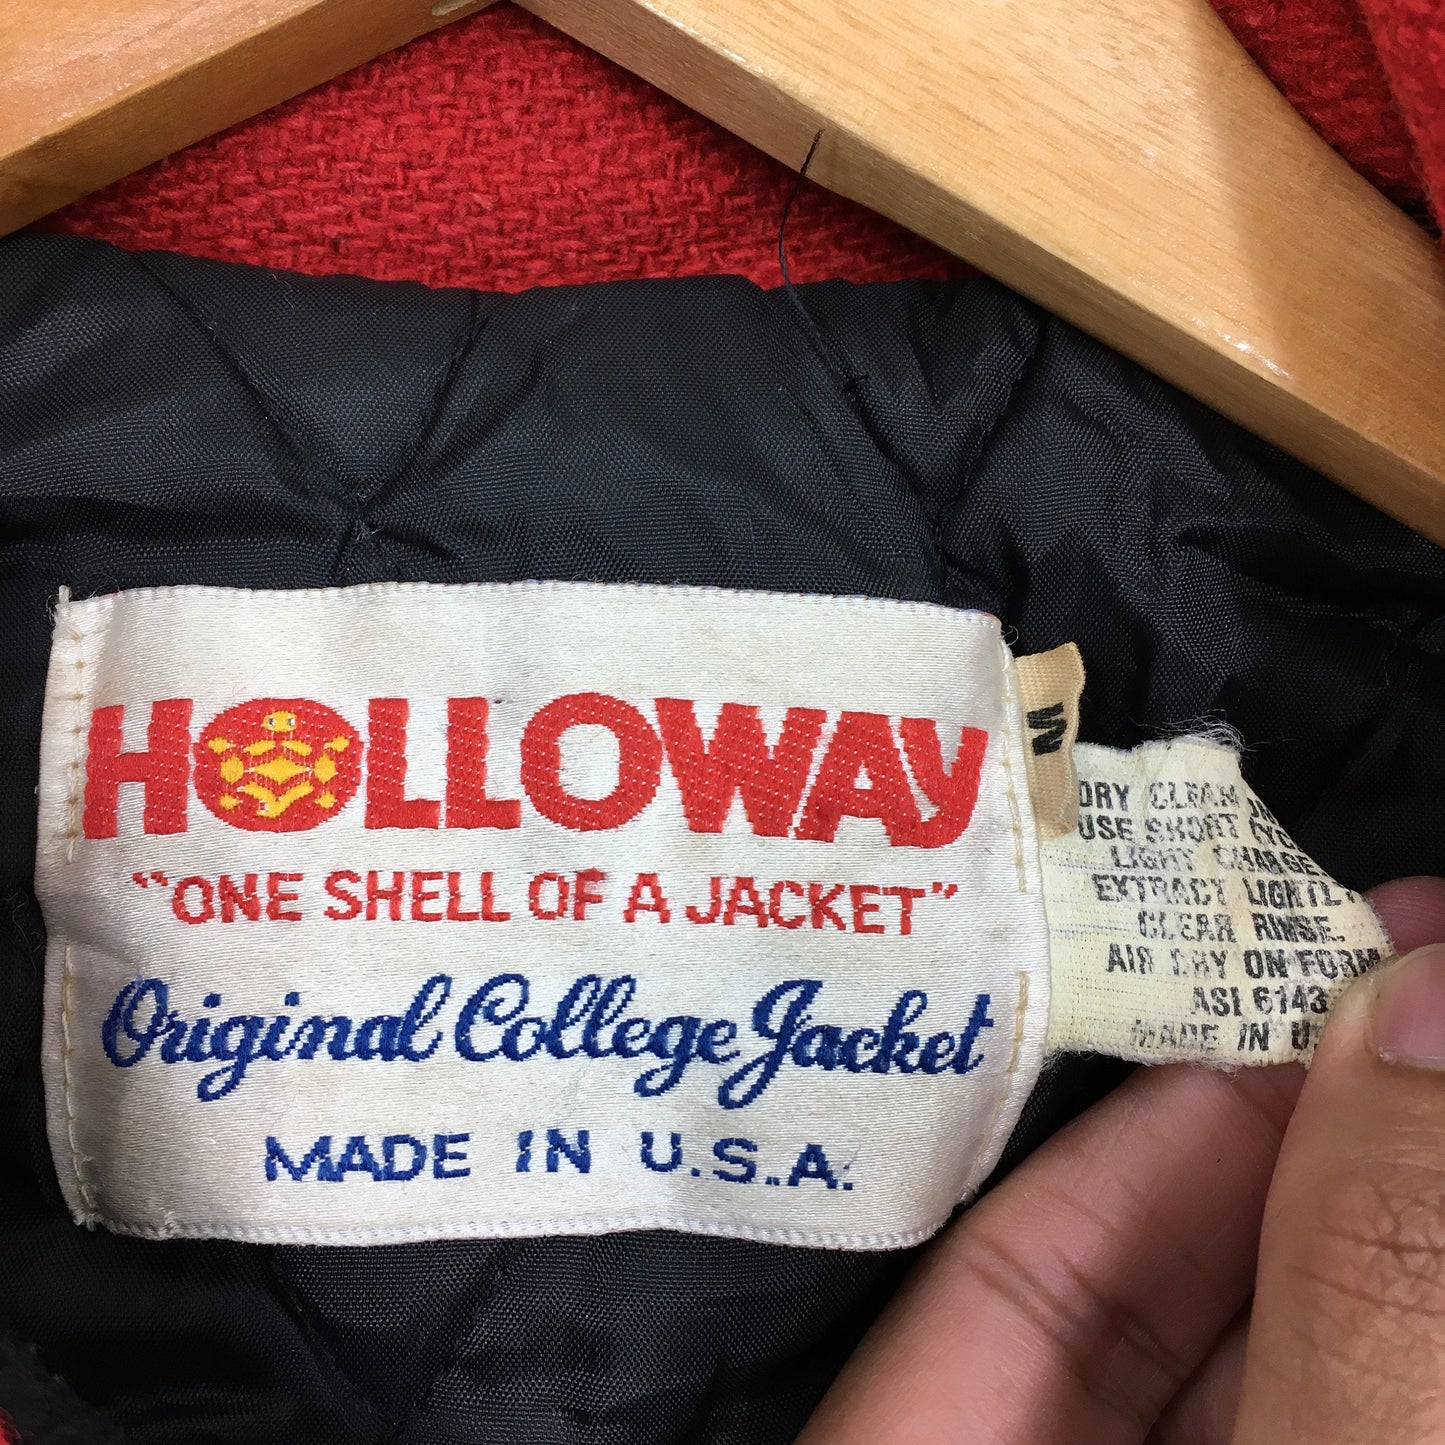 HOLLOWAY
"ONE SHELL OF A JACKET"
Original College Jacket
MADE IN U.S.A.
M
DRY CLEAN
USE SHORT
LIGHT CHARGE
EXTRACT LIGHTLY
CLEAR RINSE.
AIR DRY ON FORM
ASI 6143
MADE IN